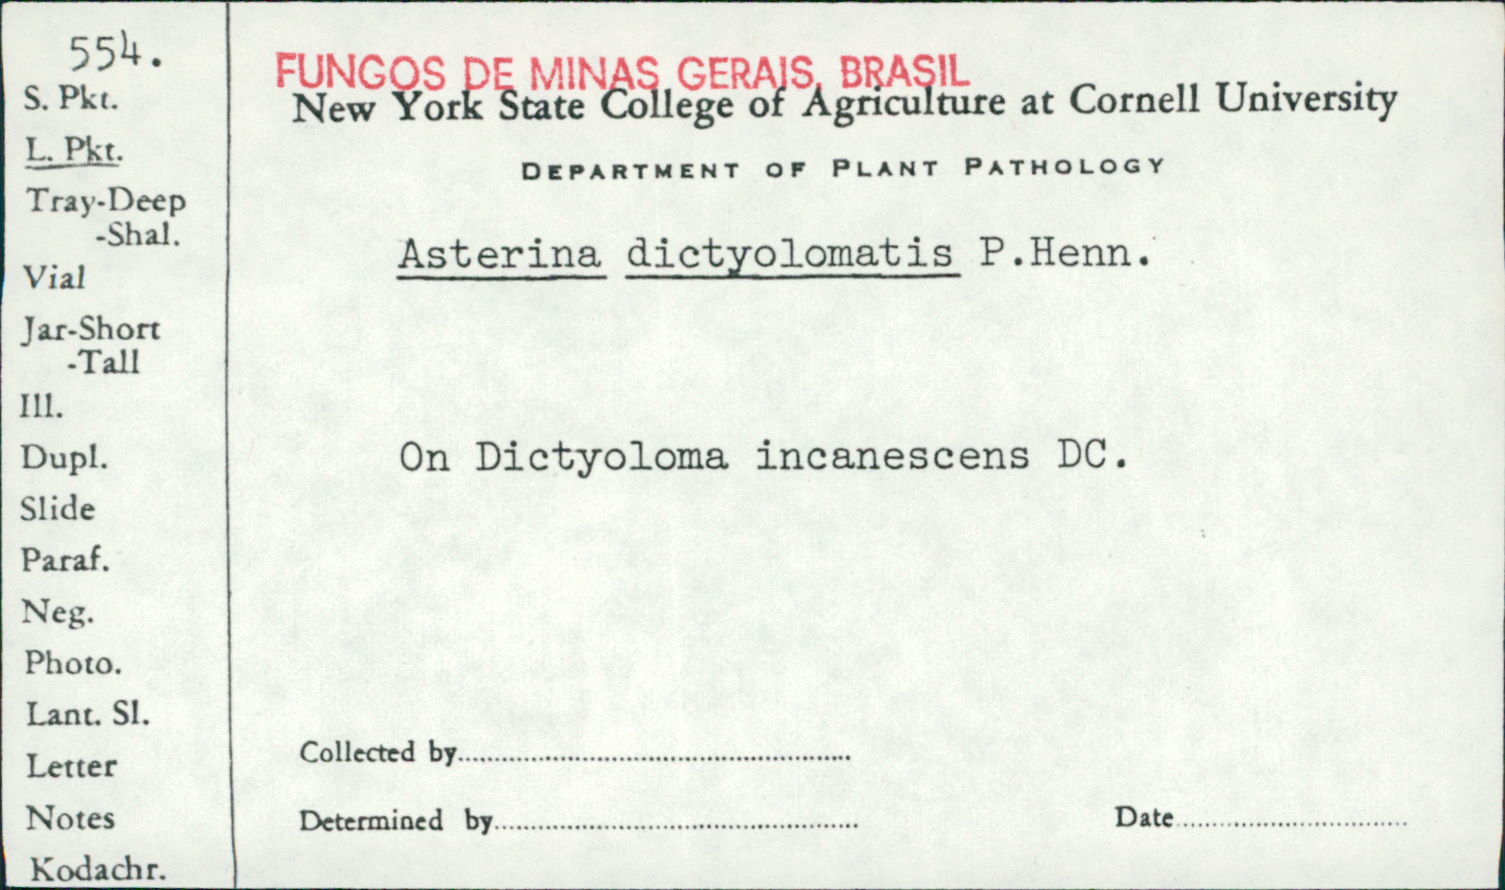 554.
S. Pkt.
L. Pkt.
Tray-Deep
-Shal.
Vial
Jar-Short
-Tall
Ill.
Dupl.
Slide
Paraf.
Neg.
Photo.
Lant. Sl.
Letter
Notes
Kodachr.
FUNGOS DE MINAS GERAIS, BRASIL
New York State College of Agriculture at Cornell University
DEPARTMENT OF PLANT PATHOLOGY
Asterina dictyolomatis P.Henn.
On Dictyoloma incanescens DC.
Collected by
Determined by
Date